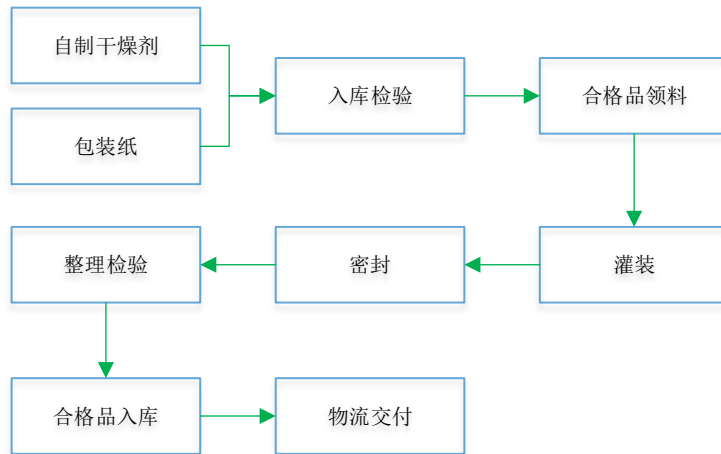 自制干燥剂
包装纸
入库检验
合格品领料
灌装
密封
整理检验
合格品入库
物流交付